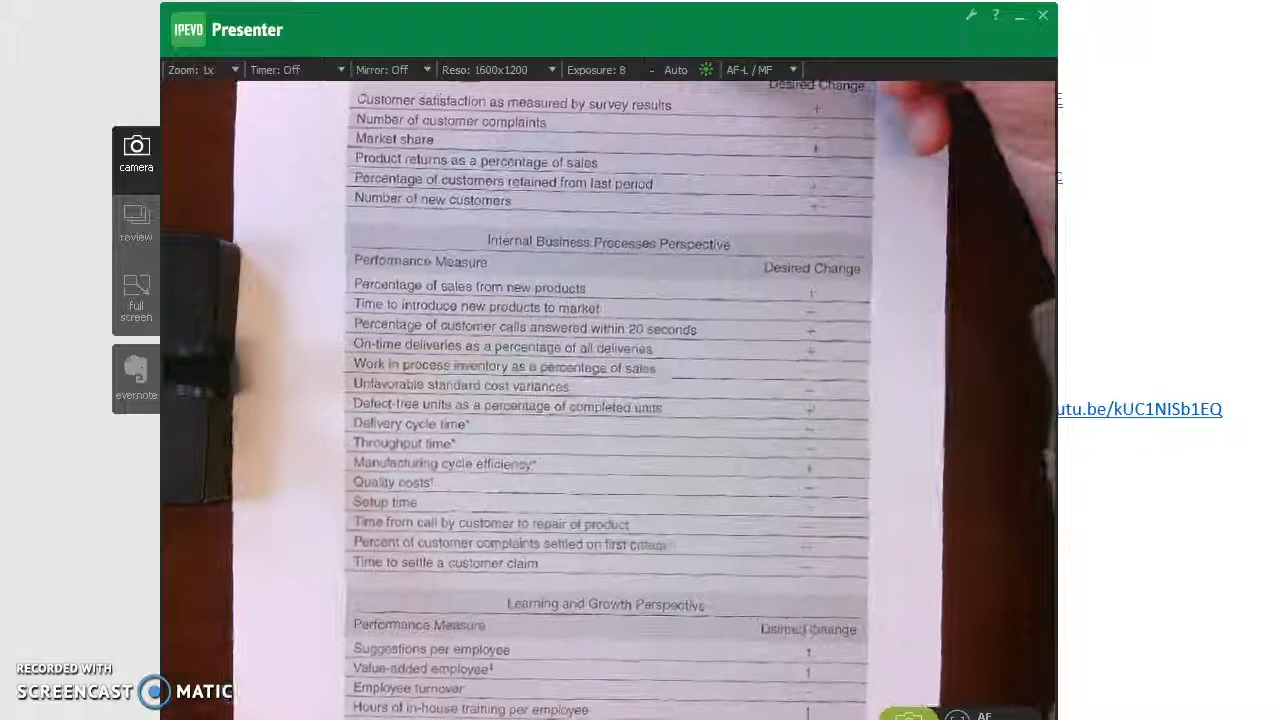 IPEVO Presenter
Zoom: 1x Timer: Off Mirror: Off Reso: 1600x1200 Exposure: 8 - Auto AF-L / MF
camera
review
full
screen
evernote
Desired Change
Customer satisfaction as measured by survey results +
Number of customer complaints
Market share +
Product returns as a percentage of sales
Percentage of customers retained from last period +
Number of new customers +
Internal Business Processes Perspective
Performance Measure Desired Change
Percentage of sales from new products +
Time to introduce new products to market –
Percentage of customer calls answered within 20 seconds +
On-time deliveries as a percentage of all deliveries +
Work in process inventory as a percentage of sales
Unfavorable standard cost variances –
Defect-free units as a percentage of completed units +
Delivery cycle time* –
Throughput time* –
Manufacturing cycle efficiency* +
Quality costs† –
Setup time –
Time from call by customer to repair of product –
Percent of customer complaints settled on first +
Time to settle a customer claim –
Learning and Growth Perspective
Performance Measure Change
Suggestions per employee
Value-added employee‡
Employee turnover
Hours of in-house training per employee
AF
utu.be/kUC1NISb1EQ
RECORDED WITH
SCREENCAST MATIC